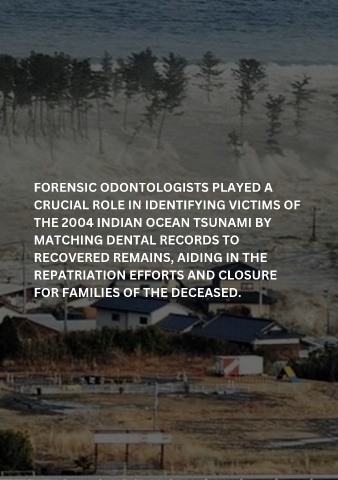 FORENSIC ODONTOLOGISTS PLAYED A
CRUCIAL ROLE IN IDENTIFYING VICTIMS OF
THE 2004 INDIAN OCEAN TSUNAMI BY
MATCHING DENTAL RECORDS TO
RECOVERED REMAINS, AIDING IN THE
REPATRIATION EFFORTS AND CLOSURE
FOR FAMILIES OF THE DECEASED.